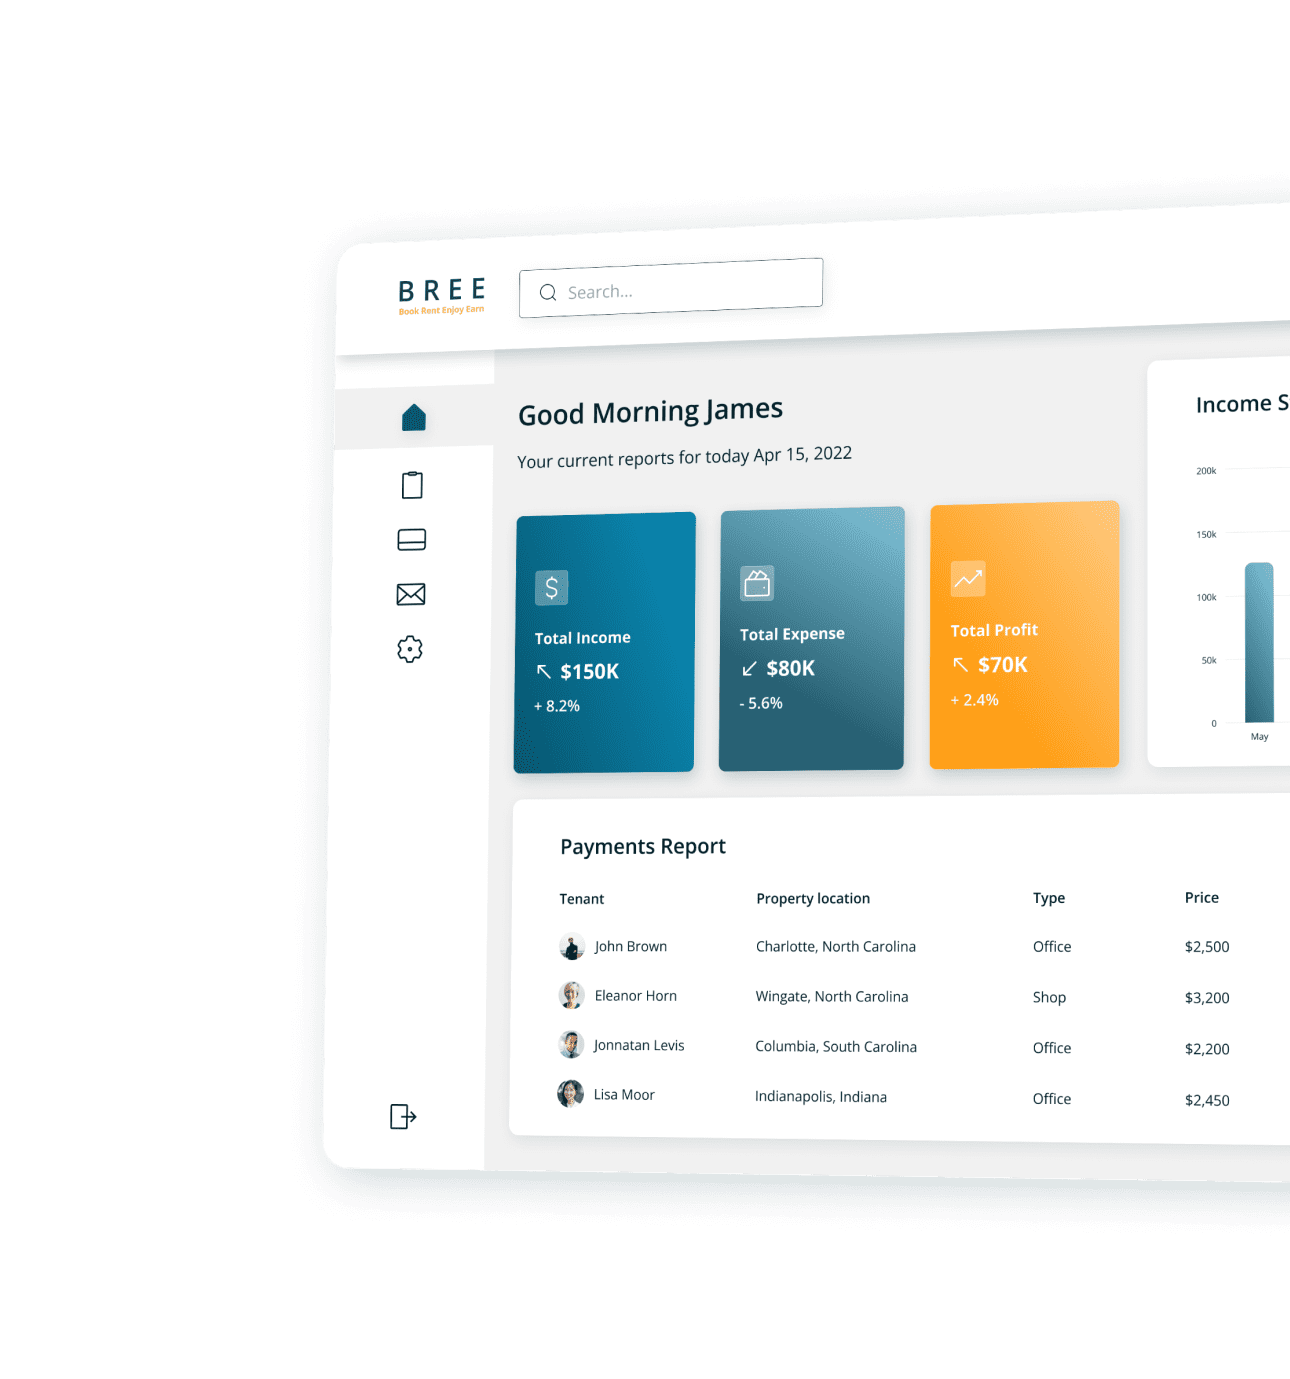 BREE
Book Rent Enjoy Earn
Search...
Good Morning James
Your current reports for today Apr 15, 2022
Total Income
$150K
+ 8.2%
Total Expense
$80K
- 5.6%
Total Profit
$70K
+ 2.4%
Income
200k
150k
100k
50k
0
May
Payments Report
Tenant Property location Type Price
John Brown Charlotte, North Carolina Office $2,500
Eleanor Horn Wingate, North Carolina Shop $3,200
Jonnatan Levis Columbia, South Carolina Office $2,200
Lisa Moor Indianapolis, Indiana Office $2,450